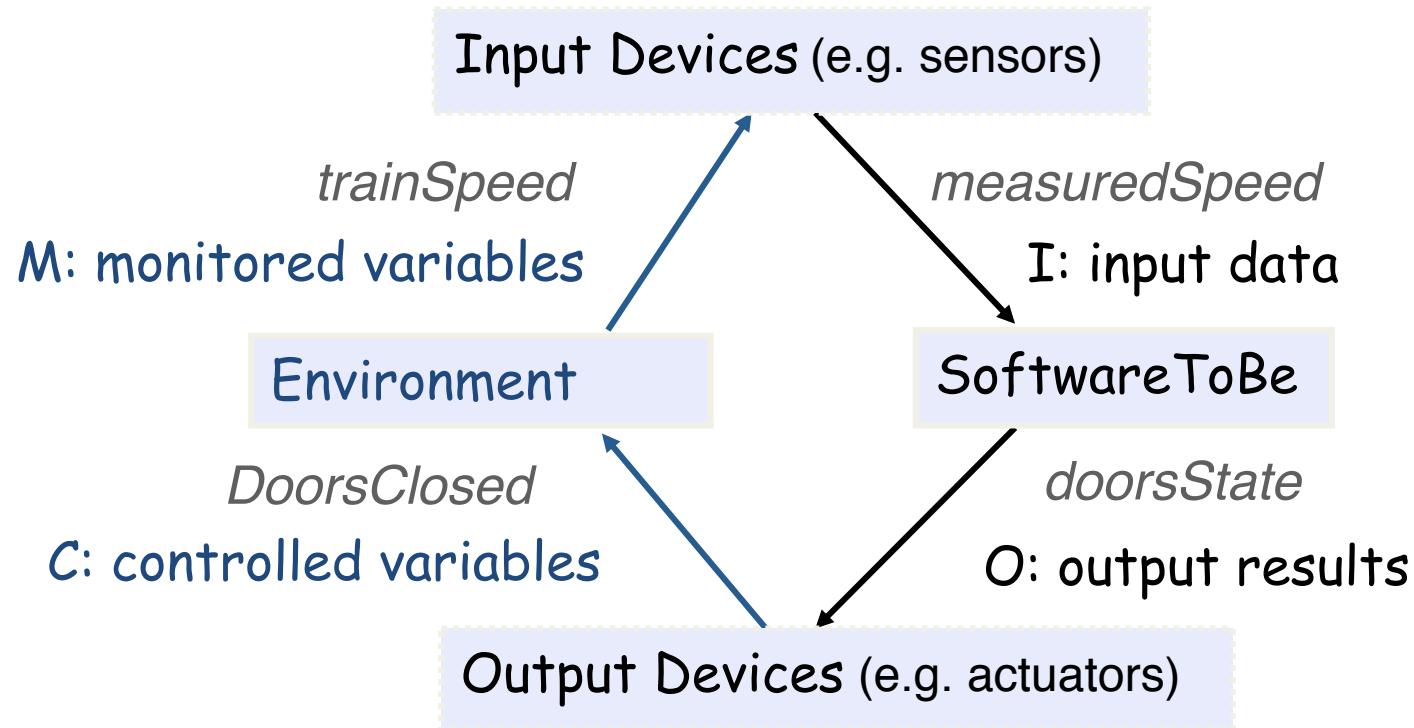 Input Devices (e.g. sensors)
trainSpeed
measuredSpeed
M: monitored variables
I: input data
Environment
SoftwareToBe
DoorsClosed
doorsState
C: controlled variables
O: output results
Output Devices (e.g. actuators)